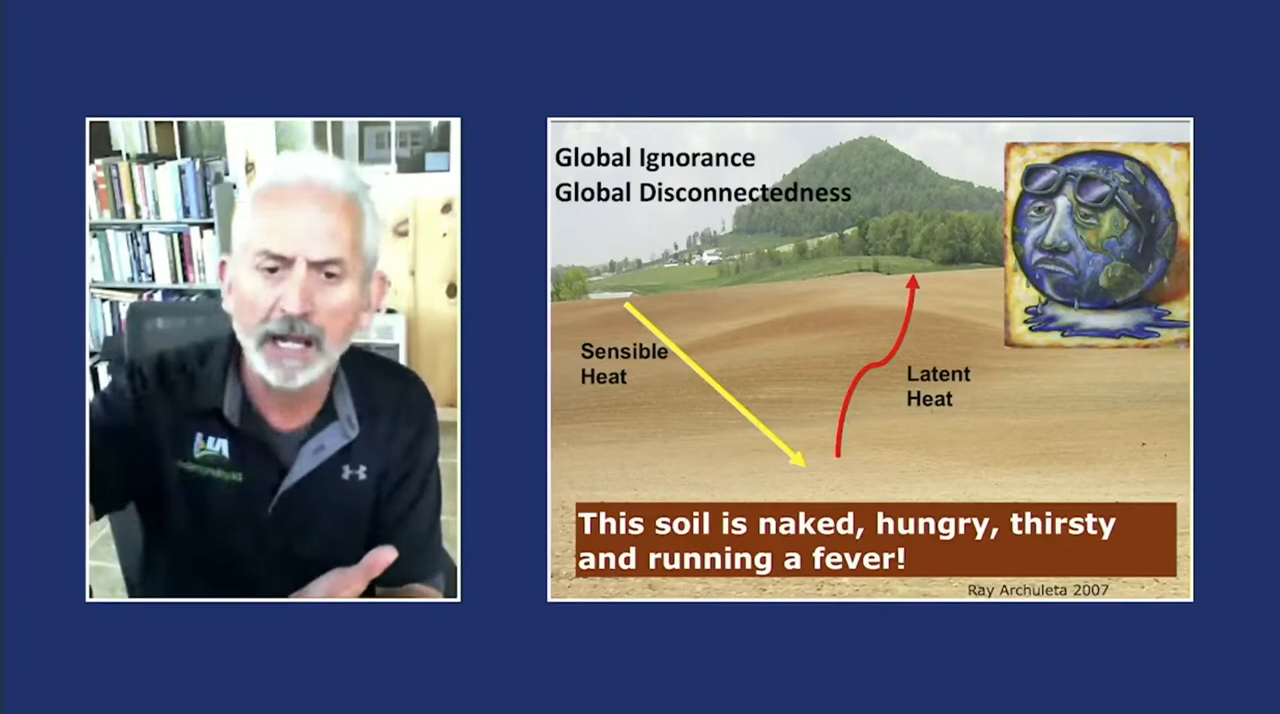 Global Ignorance
Global Disconnectedness
Sensible
Heat
Latent
Heat
This soil is naked, hungry, thirsty
and running a fever!
Ray Archuleta 2007